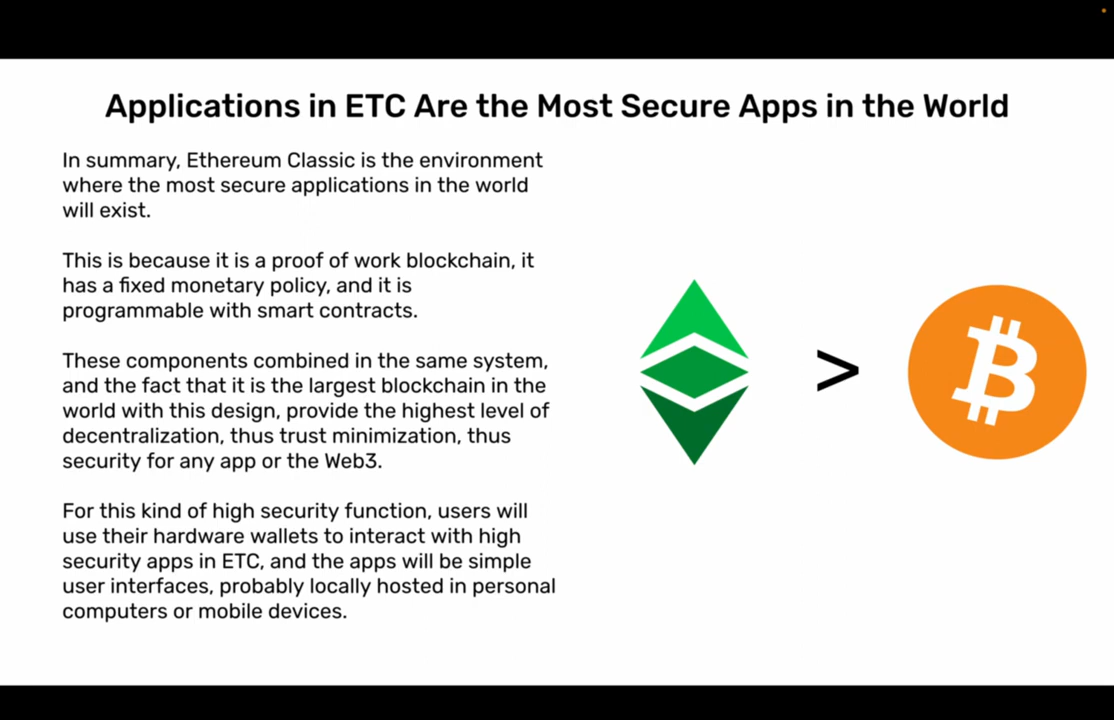 Applications in ETC Are the Most Secure Apps in the World
In summary, Ethereum Classic is the environment
where the most secure applications in the world
will exist.
This is because it is a proof of work blockchain, it
has a fixed monetary policy, and it is
programmable with smart contracts.
These components combined in the same system,
and the fact that it is the largest blockchain in the
world with this design, provide the highest level of
decentralization, thus trust minimization, thus
security for any app or the Web3.
For this kind of high security function, users will
use their hardware wallets to interact with high
security apps in ETC, and the apps will be simple
user interfaces, probably locally hosted in personal
computers or mobile devices.
>